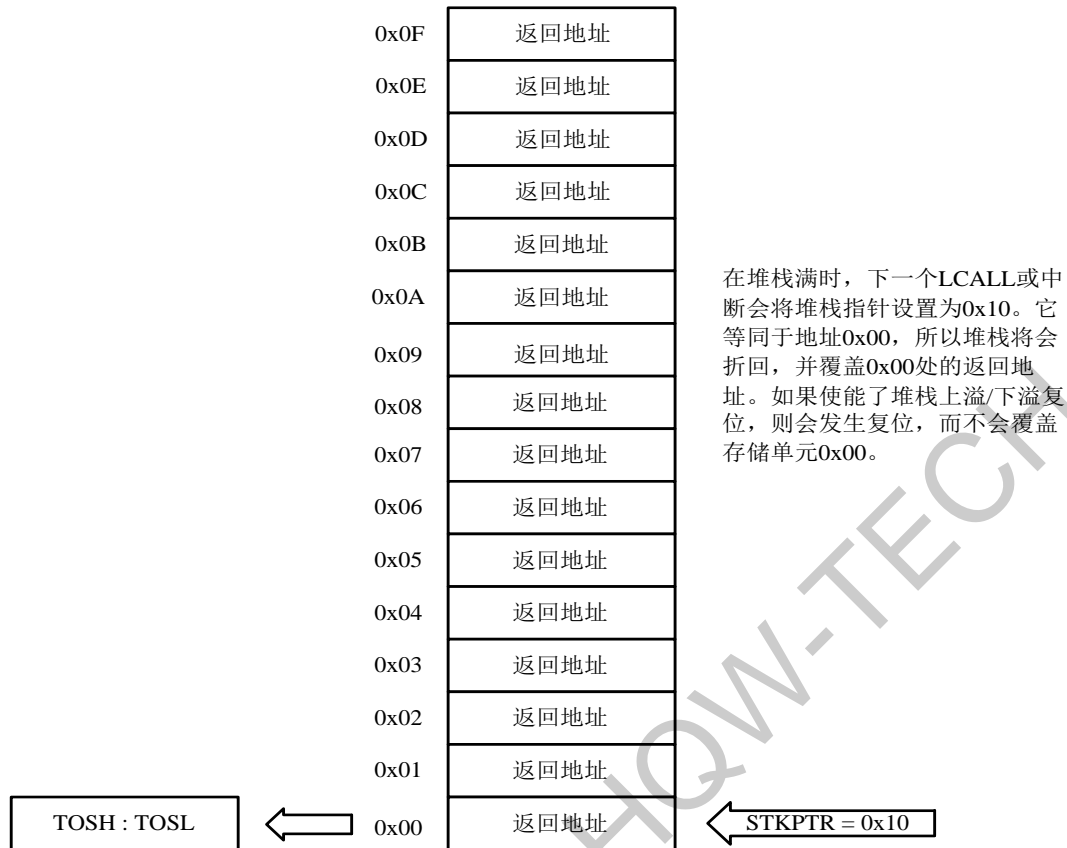 0x0F 返回地址
0x0E 返回地址
0x0D 返回地址
0x0C 返回地址
0x0B 返回地址
0x0A 返回地址
0x09 返回地址
0x08 返回地址
0x07 返回地址
0x06 返回地址
0x05 返回地址
0x04 返回地址
0x03 返回地址
0x02 返回地址
0x01 返回地址
TOSH : TOSL 0x00 返回地址 STKPTR = 0x10
在堆栈满时，下一个LCALL或中
断会将堆栈指针设置为0x10。它
等同于地址0x00，所以堆栈将会
折回，并覆盖0x00处的返回地
址。如果使能了堆栈上溢/下溢复
位，则会发生复位，而不会覆盖
存储单元0x00。
HQW-TECH